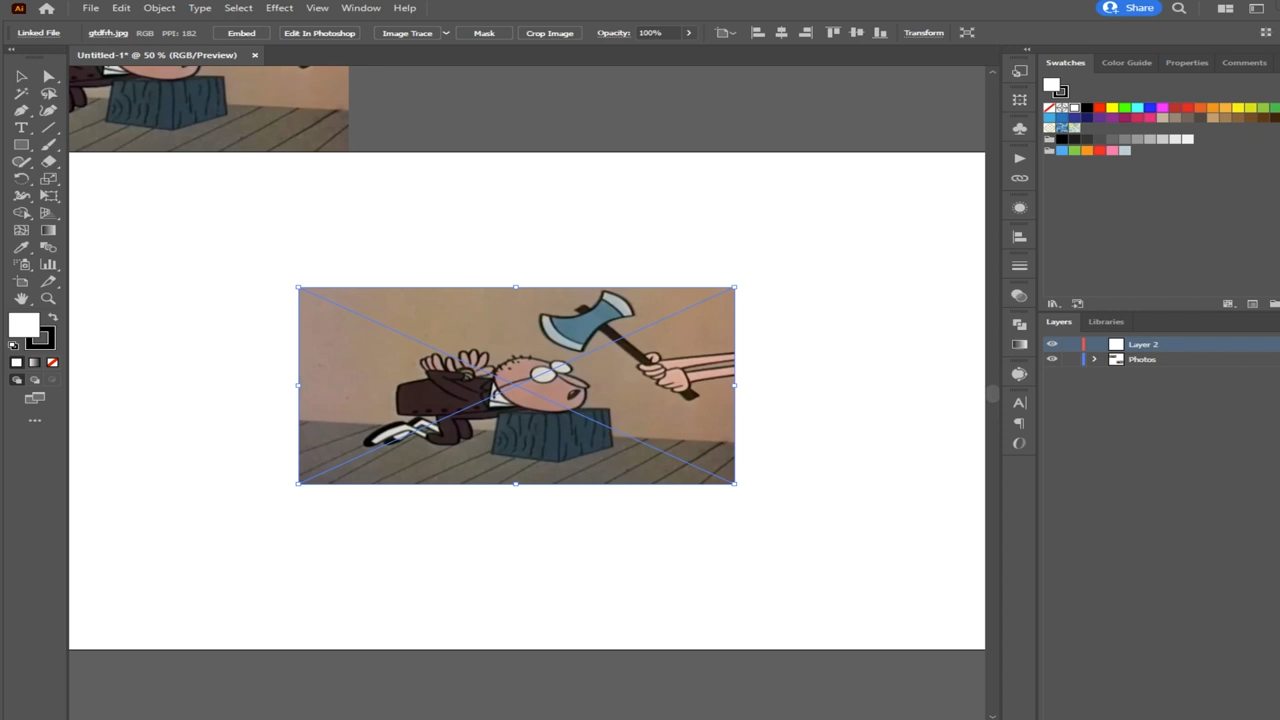 Ai File Edit Object Type Select Effect View Window Help Share
Linked File gtdfrh.jpg RGB PPI: 182 Embed Edit In Photoshop Image Trace Mask Crop Image Opacity: 100% Transform
Untitled-1* @ 50 % (RGB/Preview) ×
Swatches Color Guide Properties Comments
Layers Libraries
Layer 2
Photos